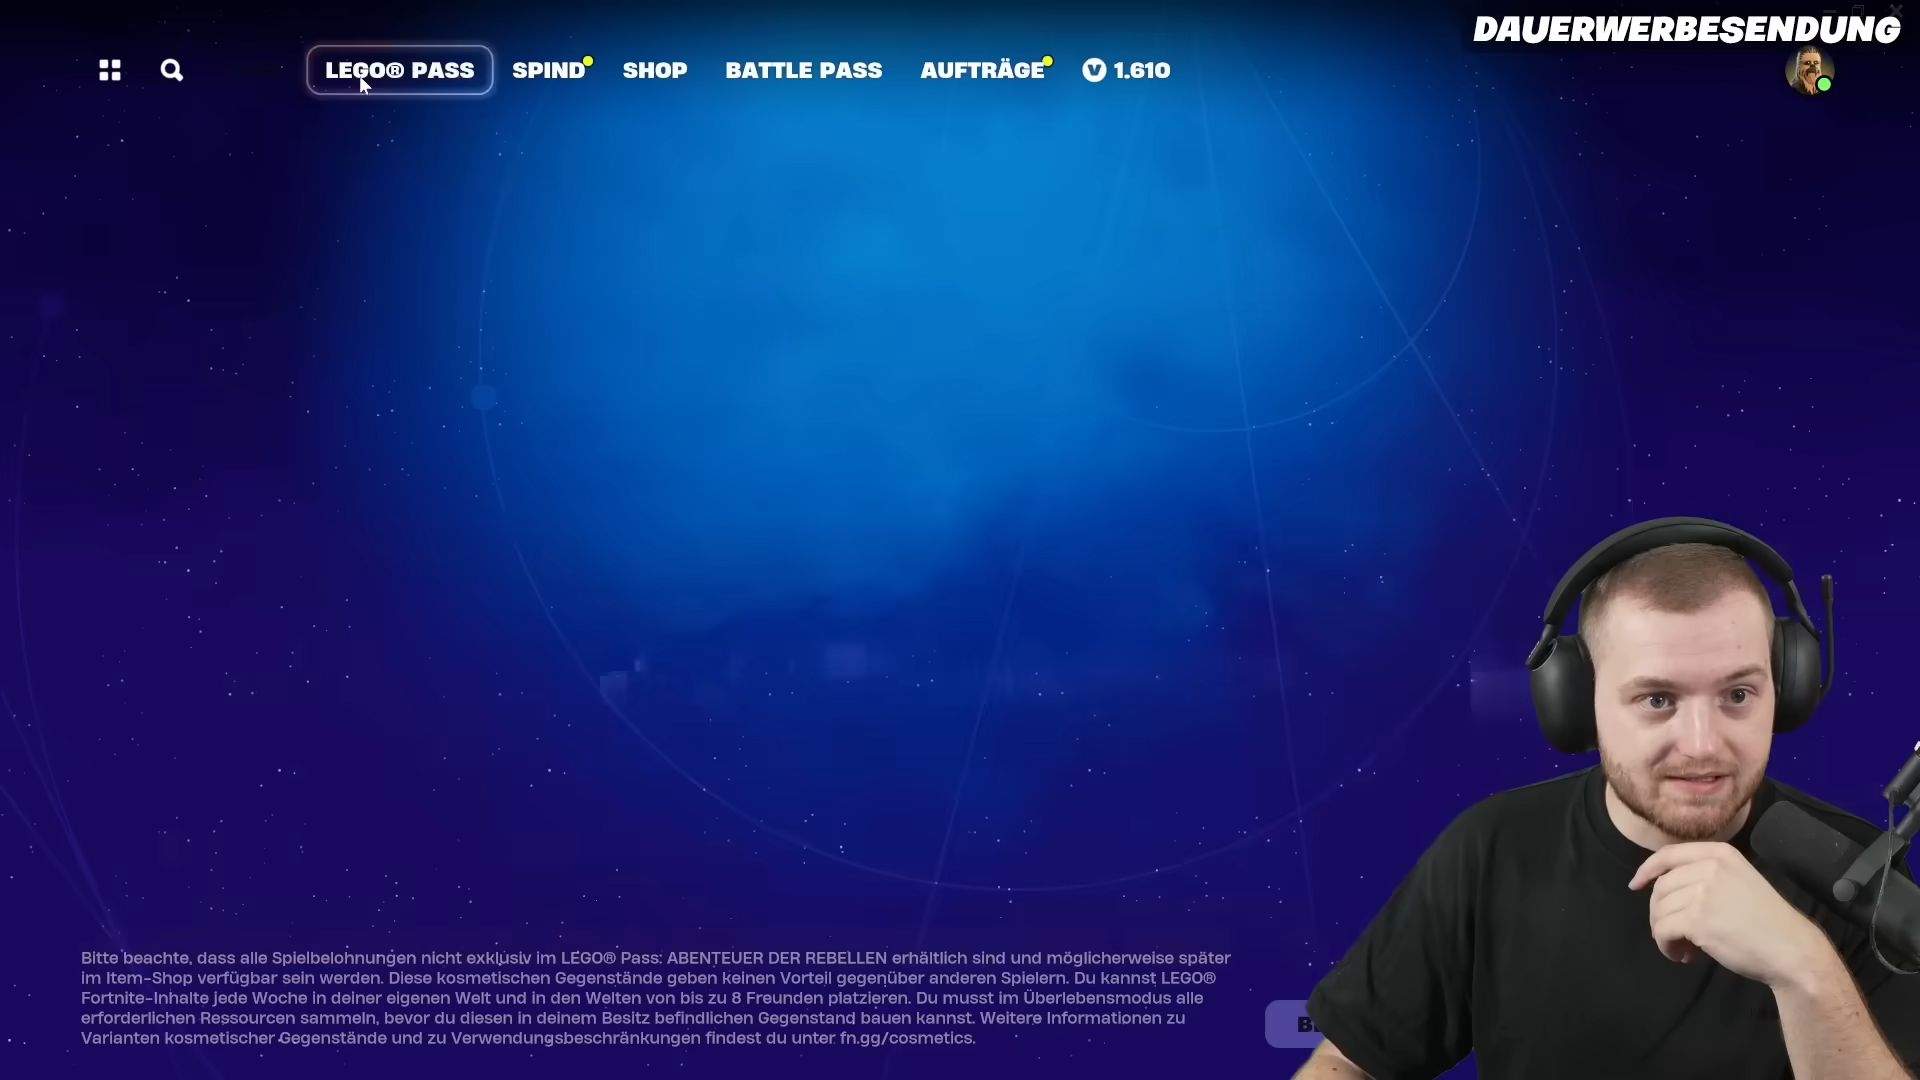 DAUERWERBESENDUNG
LEGO® PASS SPIND SHOP BATTLE PASS AUFTRÄGE V 1.610
Bitte beachte, dass alle Spielbelohnungen nicht exklusiv im LEGO® Pass: ABENTEUER DER REBELLEN erhältlich sind und möglicherweise später
im Item-Shop verfügbar sein werden. Diese kosmetischen Gegenstände geben keinen Vorteil gegenüber anderen Spielern. Du kannst LEGO®
Fortnite-Inhalte jede Woche in deiner eigenen Welt und in den Welten von bis zu 8 Freunden platzieren. Du musst im Überlebensmodus alle
erforderlichen Ressourcen sammeln, bevor du diesen in deinem Besitz befindlichen Gegenstand bauen kannst. Weitere Informationen zu
Varianten kosmetischer Gegenstände und zu Verwendungsbeschränkungen findest du unter fn.gg/cosmetics.